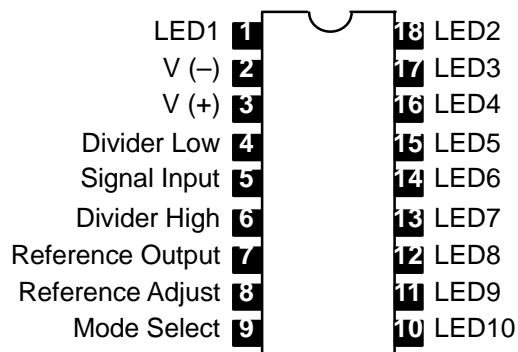 LED1 1 18 LED2
V (–) 2 17 LED3
V (+) 3 16 LED4
Divider Low 4 15 LED5
Signal Input 5 14 LED6
Divider High 6 13 LED7
Reference Output 7 12 LED8
Reference Adjust 8 11 LED9
Mode Select 9 10 LED10